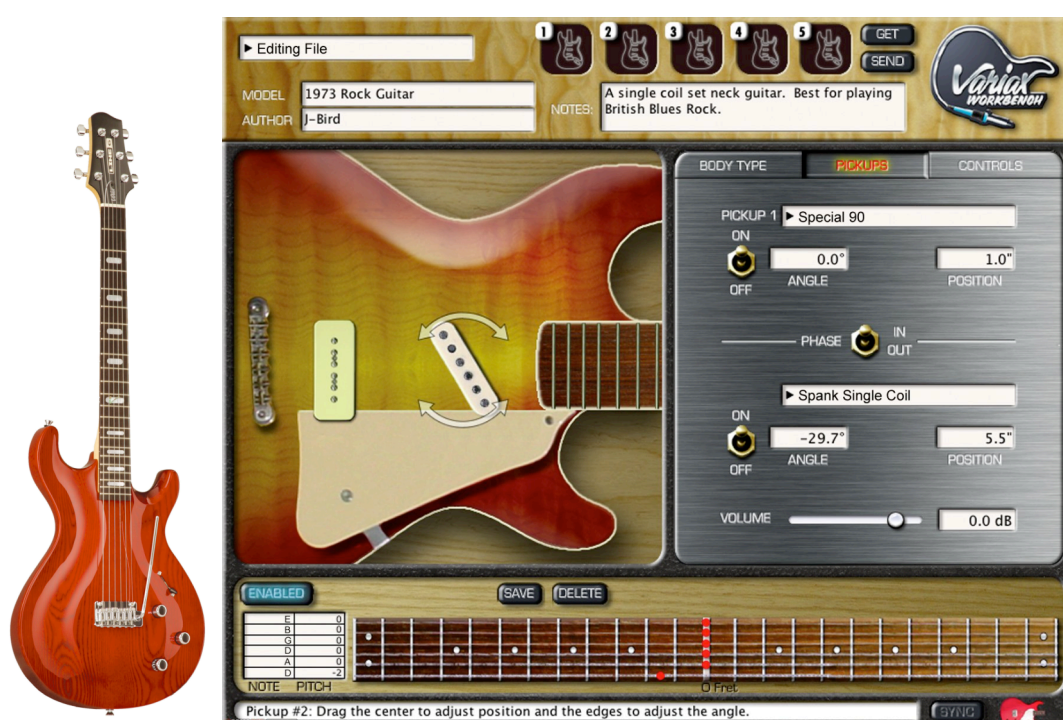 Editing File
1 2 3 4 5
GET
SEND
Variax
WORKBENCH
MODEL 1973 Rock Guitar
AUTHOR J-Bird
NOTES: A single coil set neck guitar. Best for playing
British Blues Rock.
BODY TYPE PICKUPS CONTROLS
PICKUP 1 Special 90
ON
OFF
0.0° 1.0"
ANGLE POSITION
PHASE IN
OUT
Spank Single Coil
ON
OFF
-29.7° 5.5"
ANGLE POSITION
VOLUME 0.0 dB
ENABLED SAVE DELETE
E 0
B 0
G 0
D 0
A 0
D -2
NOTE PITCH
0 Fret
Pickup #2: Drag the center to adjust position and the edges to adjust the angle.
SYNC